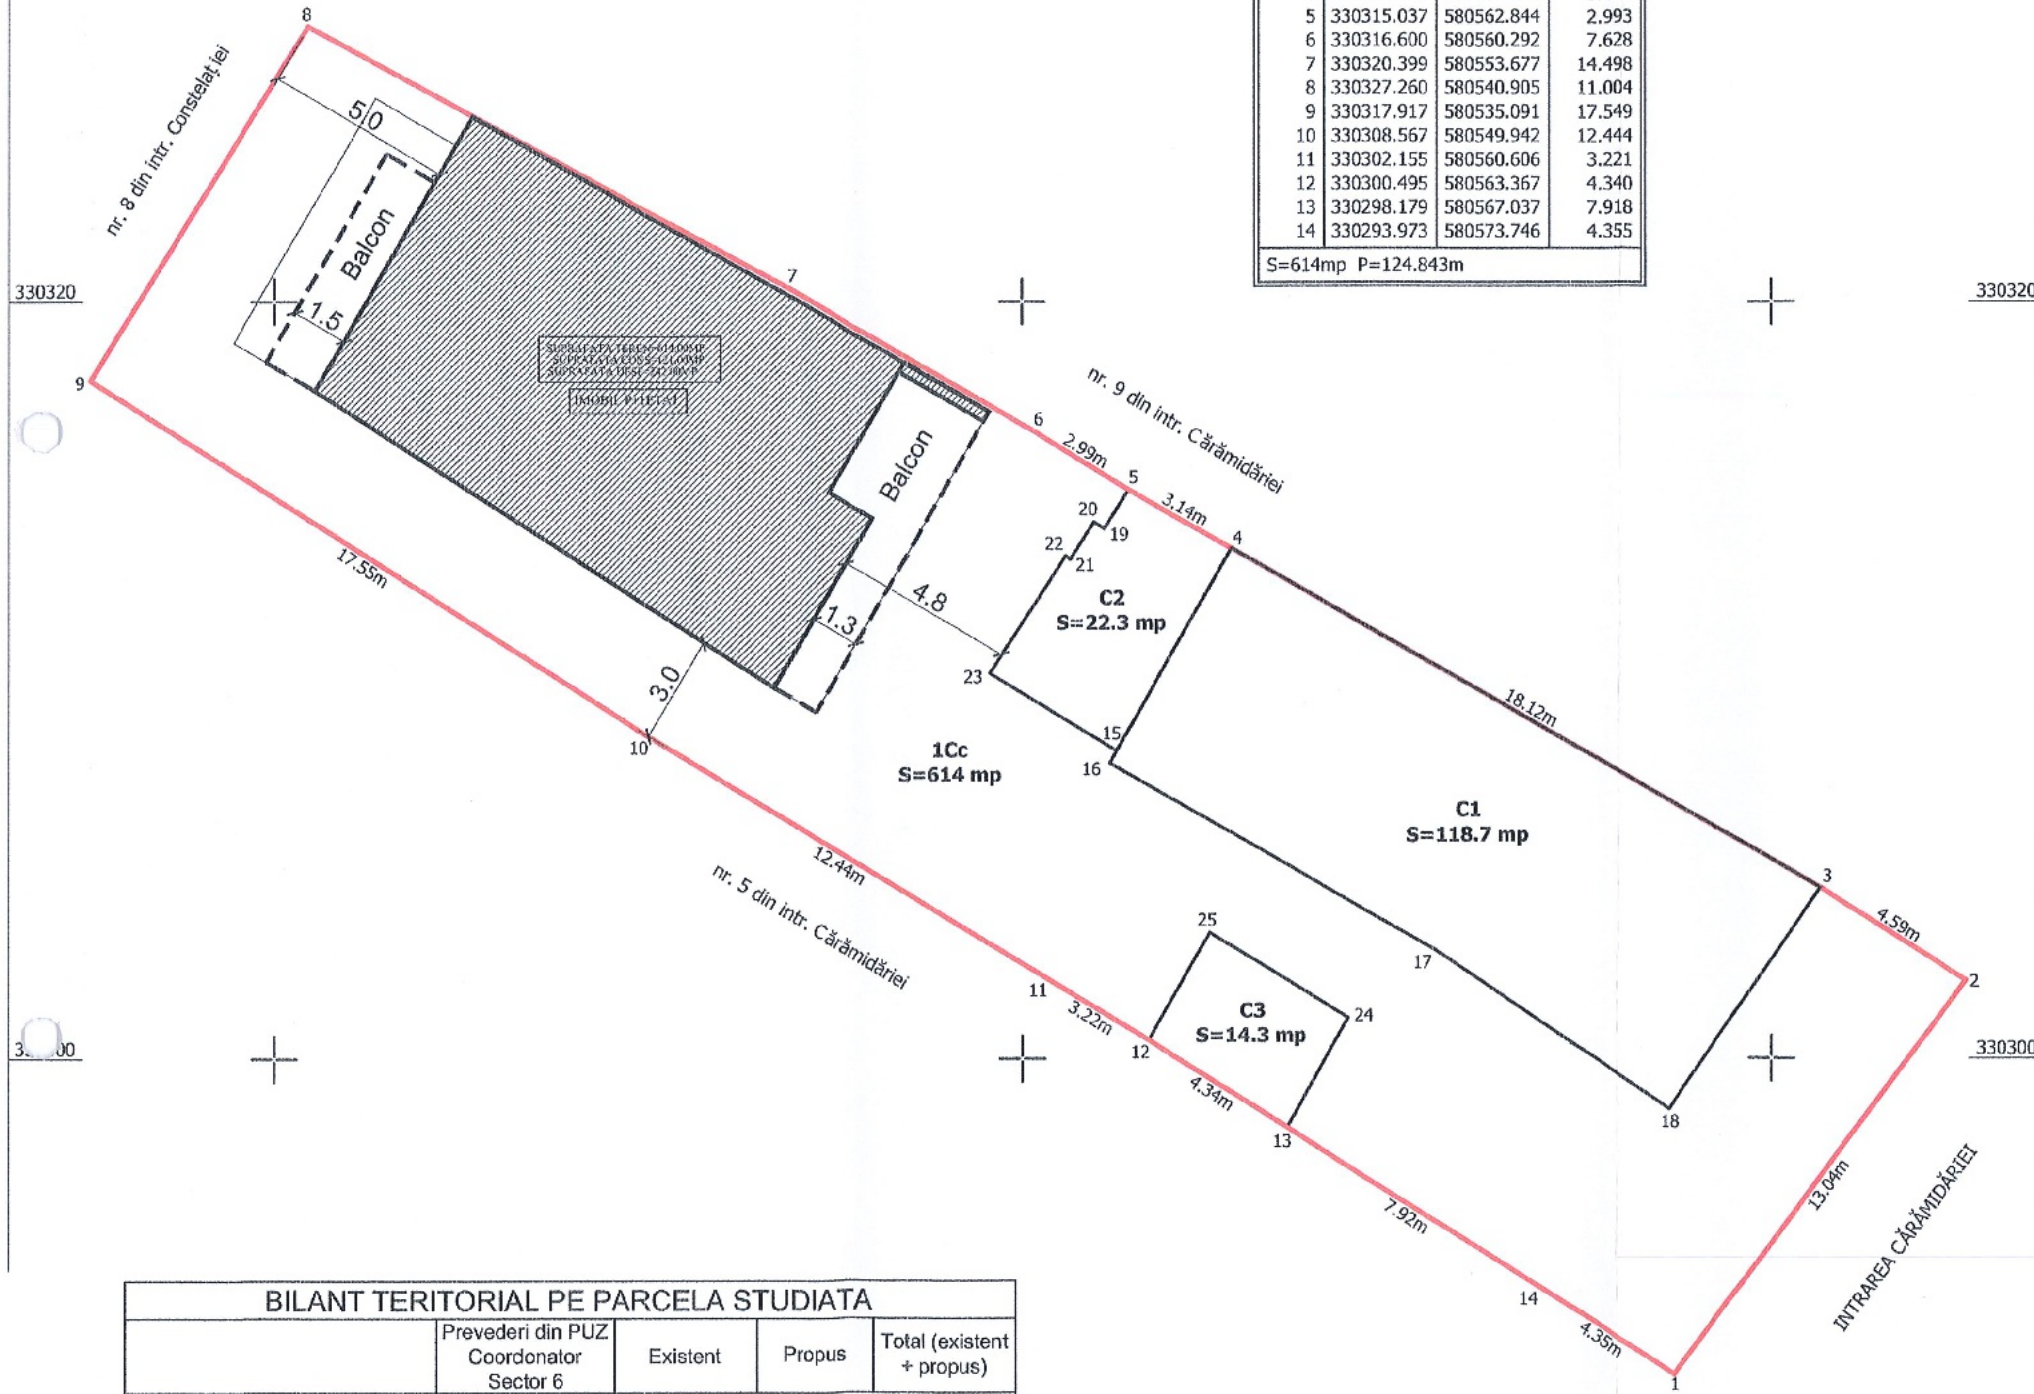 5 330315.037 580562.844 2.993
6 330316.600 580560.292 7.628
7 330320.399 580553.677 14.498
8 330327.260 580540.905 11.004
9 330317.917 580535.091 17.549
10 330308.567 580549.942 12.444
11 330302.155 580560.606 3.221
12 330300.495 580563.367 4.340
13 330298.179 580567.037 7.918
14 330293.973 580573.746 4.355
S=614mp P=124.843m
8
nr. 8 din intr. Constelației
5.0
Balcon
1.5
7
330320
330320
9
SUPRAFATA TEREN=614.00MP
nr. 9 din intr. Cărămidăriei
6
2.99m
Balcon
5
3.14m
20
19
4
22
21
17.55m
C2
S=22.3 mp
4.8
1.3
23
3.0
18.12m
15
10
16
1Cc
S=614 mp
C1
S=118.7 mp
12.44m
nr. 5 din intr. Cărămidăriei
3
4.59m
25
17
2
11
3.22m
C3
S=14.3 mp
24
12
00
330300
4.34m
18
13
7.92m
13.04m
INTRAREA CĂRĂMIDĂRIEI
14
4.35m
1
BILANT TERITORIAL PE PARCELA STUDIATA
Prevederi din PUZ
Coordonator
Sector 6
Existent
Propus
Total (existent
+ propus)